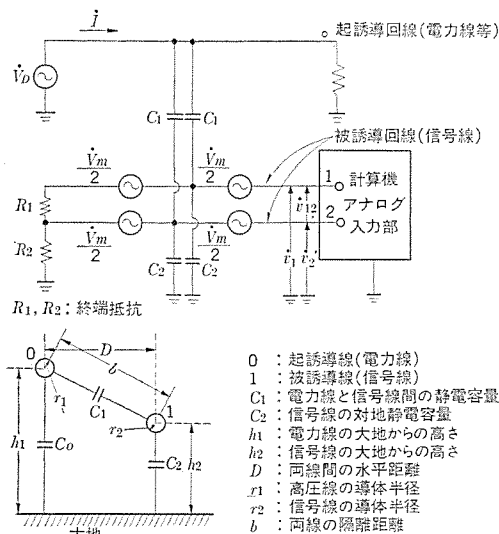 İ
起誘導回線(電力線等)
V̇D
C1 C1
被誘導回線(信号線)
V̇m/2 V̇m/2
1 計算機
R1
v̇12 アナログ
2
V̇m/2 V̇m/2
入力部
R2
C2 C2
v̇1 v̇2
R1, R2：終端抵抗
0 D
b
r1 C1 1
r2
h1 C0 C2 h2
大地
0 ：起誘導線(電力線)
1 ：被誘導線(信号線)
C1 ：電力線と信号線間の静電容量
C2 ：信号線の対地静電容量
h1 ：電力線の大地からの高さ
h2 ：信号線の大地からの高さ
D ：両線間の水平距離
r1 ：高圧線の導体半径
r2 ：信号線の導体半径
b ：両線の隔離距離